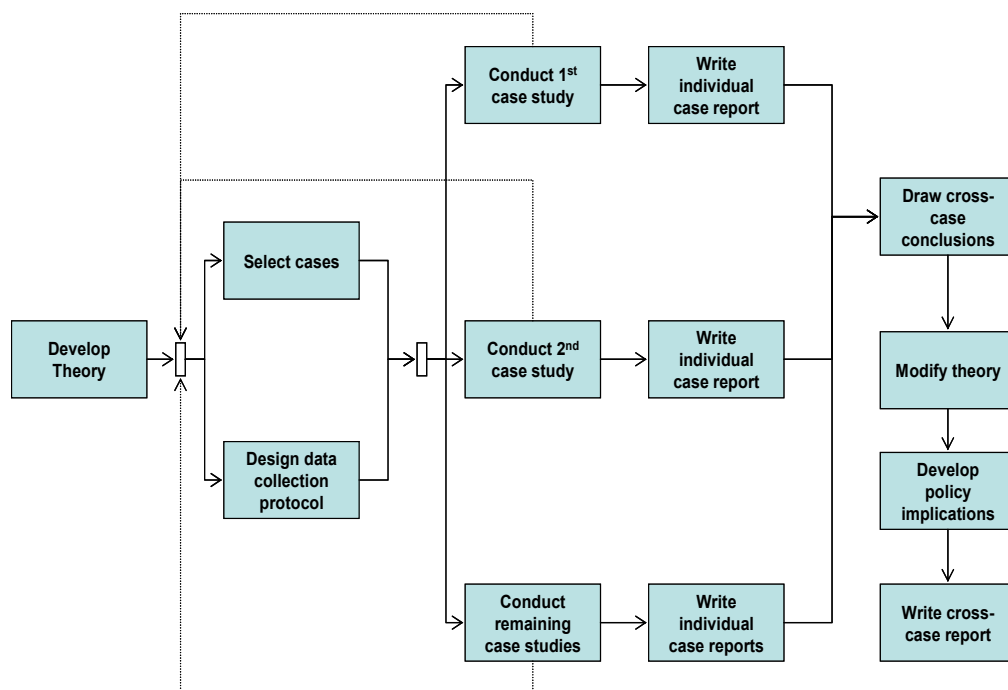 Develop
Theory
Select cases
Design data
collection
protocol
Conduct 1st
case study
Write
individual
case report
Conduct 2nd
case study
Write
individual
case report
Conduct
remaining
case studies
Write
individual
case reports
Draw cross-
case
conclusions
Modify theory
Develop
policy
implications
Write cross-
case report